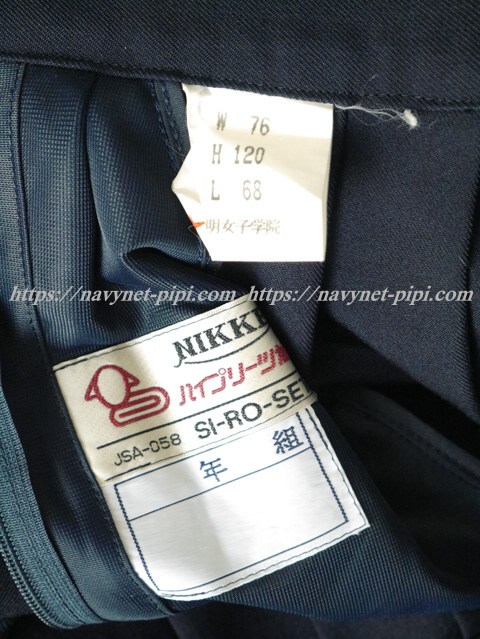 W 76
H 120
L 68
明女子学院
https://navynet-pipi.com https://navynet-pipi.com
NIKKE
ハイプリーツ
JSA-058 SI-RO-SET
年 組